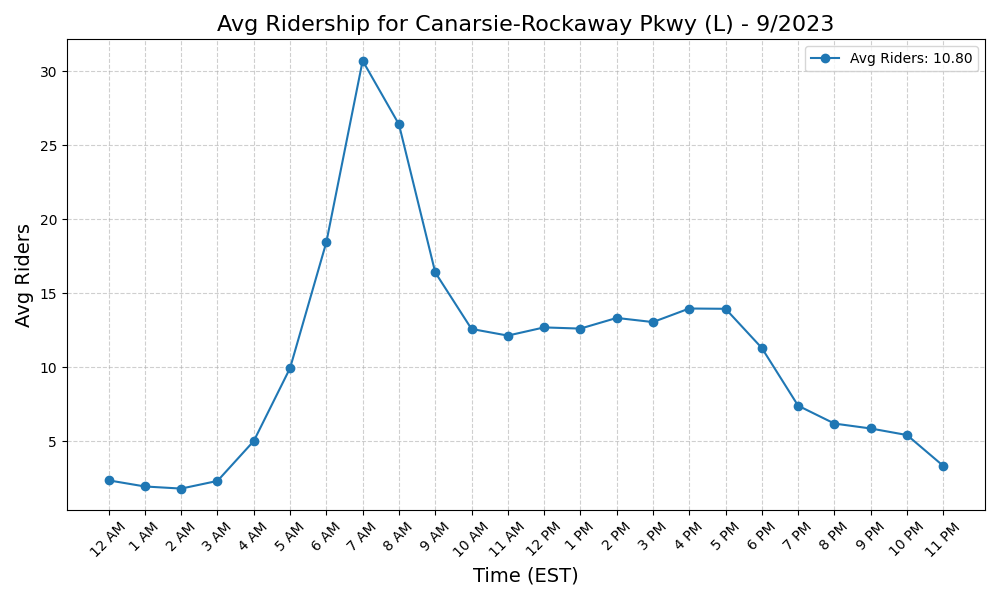 Avg Ridership for Canarsie-Rockaway Pkwy (L) - 9/2023
Avg Riders: 10.80
Avg Riders
30
25
20
15
10
5
12 AM
1 AM
2 AM
3 AM
4 AM
5 AM
6 AM
7 AM
8 AM
9 AM
10 AM
11 AM
12 PM
1 PM
2 PM
3 PM
4 PM
5 PM
6 PM
7 PM
8 PM
9 PM
10 PM
11 PM
Time (EST)